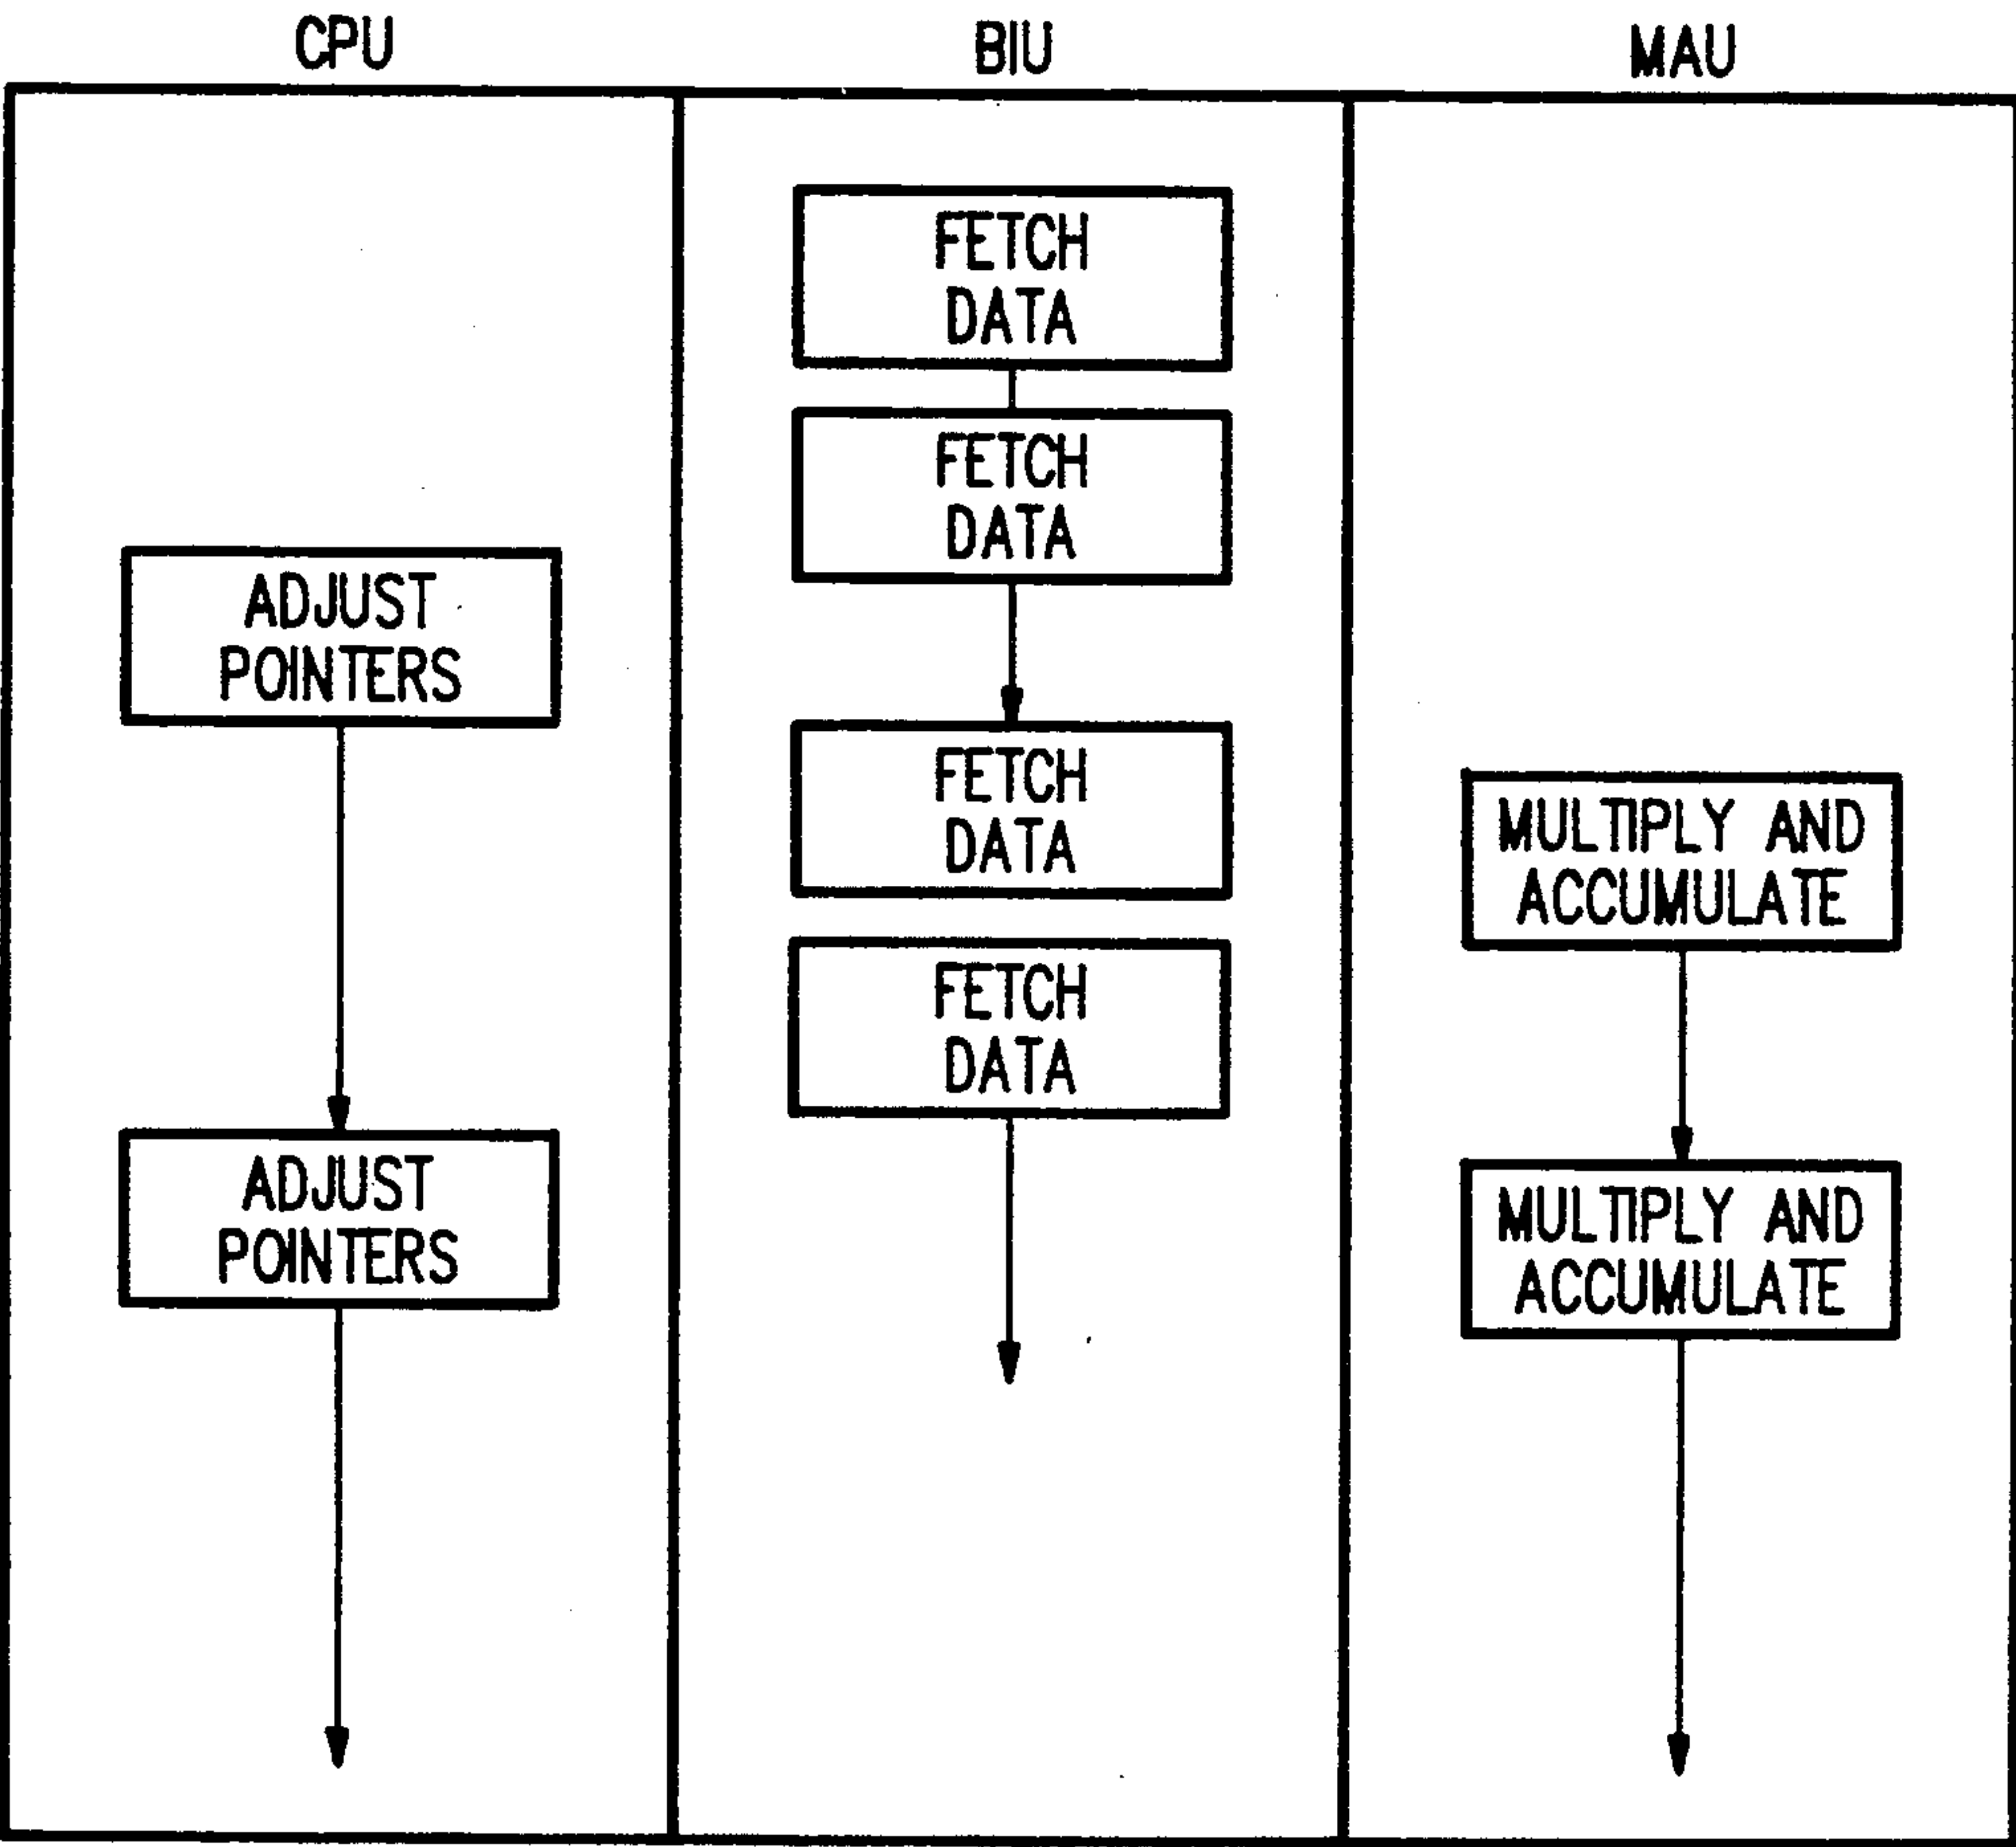 CPU
BIU
MAU
FETCH
DATA
FETCH
DATA
ADJUST
POINTERS
FETCH
DATA
MULTIPLY AND
ACCUMULATE
FETCH
DATA
ADJUST
POINTERS
MULTIPLY AND
ACCUMULATE